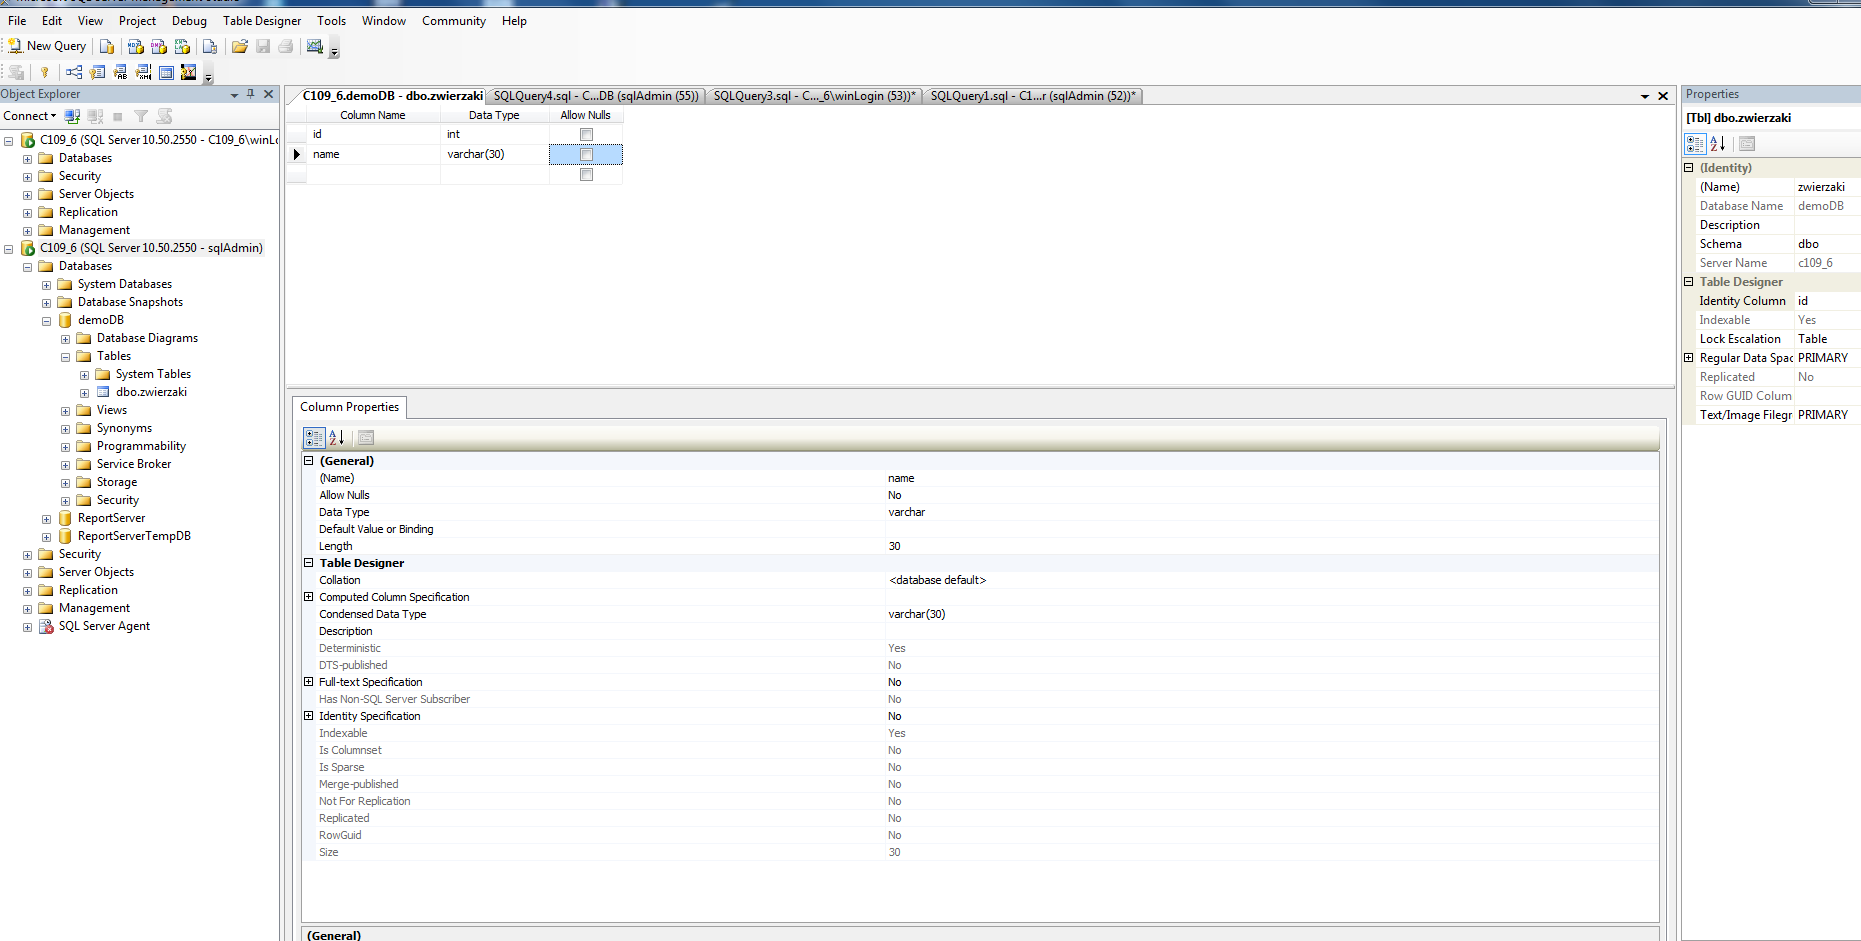 Microsoft SQL Server Management Studio
File Edit View Project Debug Table Designer Tools Window Community Help
New Query
Object Explorer
Connect
C109_6 (SQL Server 10.50.2550 - C109_6\winLo
Databases
Security
Server Objects
Replication
Management
C109_6 (SQL Server 10.50.2550 - sqlAdmin)
Databases
System Databases
Database Snapshots
demoDB
Database Diagrams
Tables
System Tables
dbo.zwierzaki
Views
Synonyms
Programmability
Service Broker
Storage
Security
ReportServer
ReportServerTempDB
Security
Server Objects
Replication
Management
SQL Server Agent
C109_6.demoDB - dbo.zwierzaki SQLQuery4.sql - C...DB (sqlAdmin (55)) SQLQuery3.sql - C..._6\winLogin (53))* SQLQuery1.sql - C1...r (sqlAdmin (52))*
Column Name Data Type Allow Nulls
id int
name varchar(30)
Column Properties
(General)
(Name) name
Allow Nulls No
Data Type varchar
Default Value or Binding
Length 30
Table Designer
Collation <database default>
Computed Column Specification
Condensed Data Type varchar(30)
Description
Deterministic Yes
DTS-published No
Full-text Specification No
Has Non-SQL Server Subscriber No
Identity Specification No
Indexable Yes
Is Columnset No
Is Sparse No
Merge-published No
Not For Replication No
Replicated No
RowGuid No
Size 30
(General)
Properties
[Tbl] dbo.zwierzaki
(Identity)
(Name) zwierzaki
Database Name demoDB
Description
Schema dbo
Server Name c109_6
Table Designer
Identity Column id
Indexable Yes
Lock Escalation Table
Regular Data Spac PRIMARY
Replicated No
Row GUID Colum
Text/Image Filegr PRIMARY